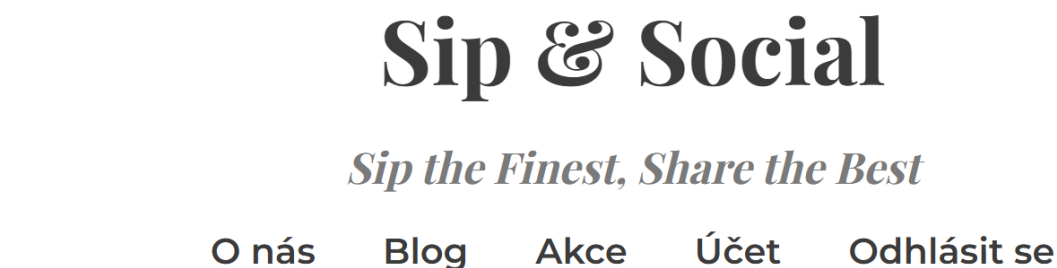 Sip & Social
Sip the Finest, Share the Best
O nás Blog Akce Účet Odhlásit se